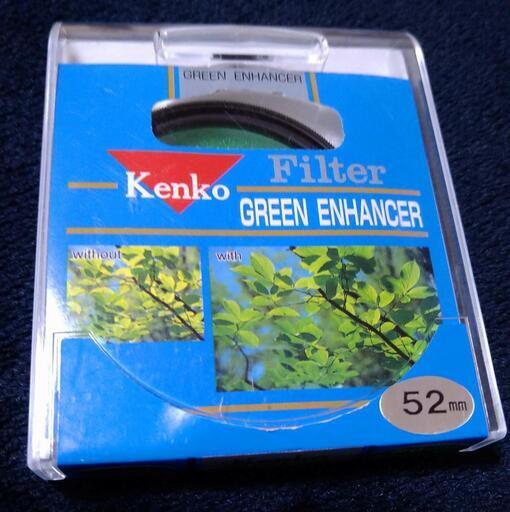 GREEN ENHANCER
Kenko
Filter
GREEN ENHANCER
without
with
52mm